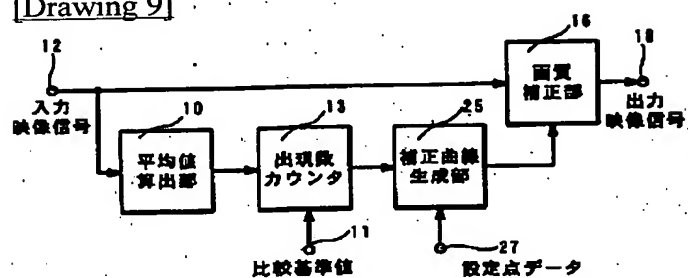 [Drawing 9]
12
入力
映像信号
10
平均値
算出部
13
出現数
カウンタ
25
補正曲線
生成部
16
画質
補正部
18
出力
映像信号
11
比較基準値
27
設定点データ